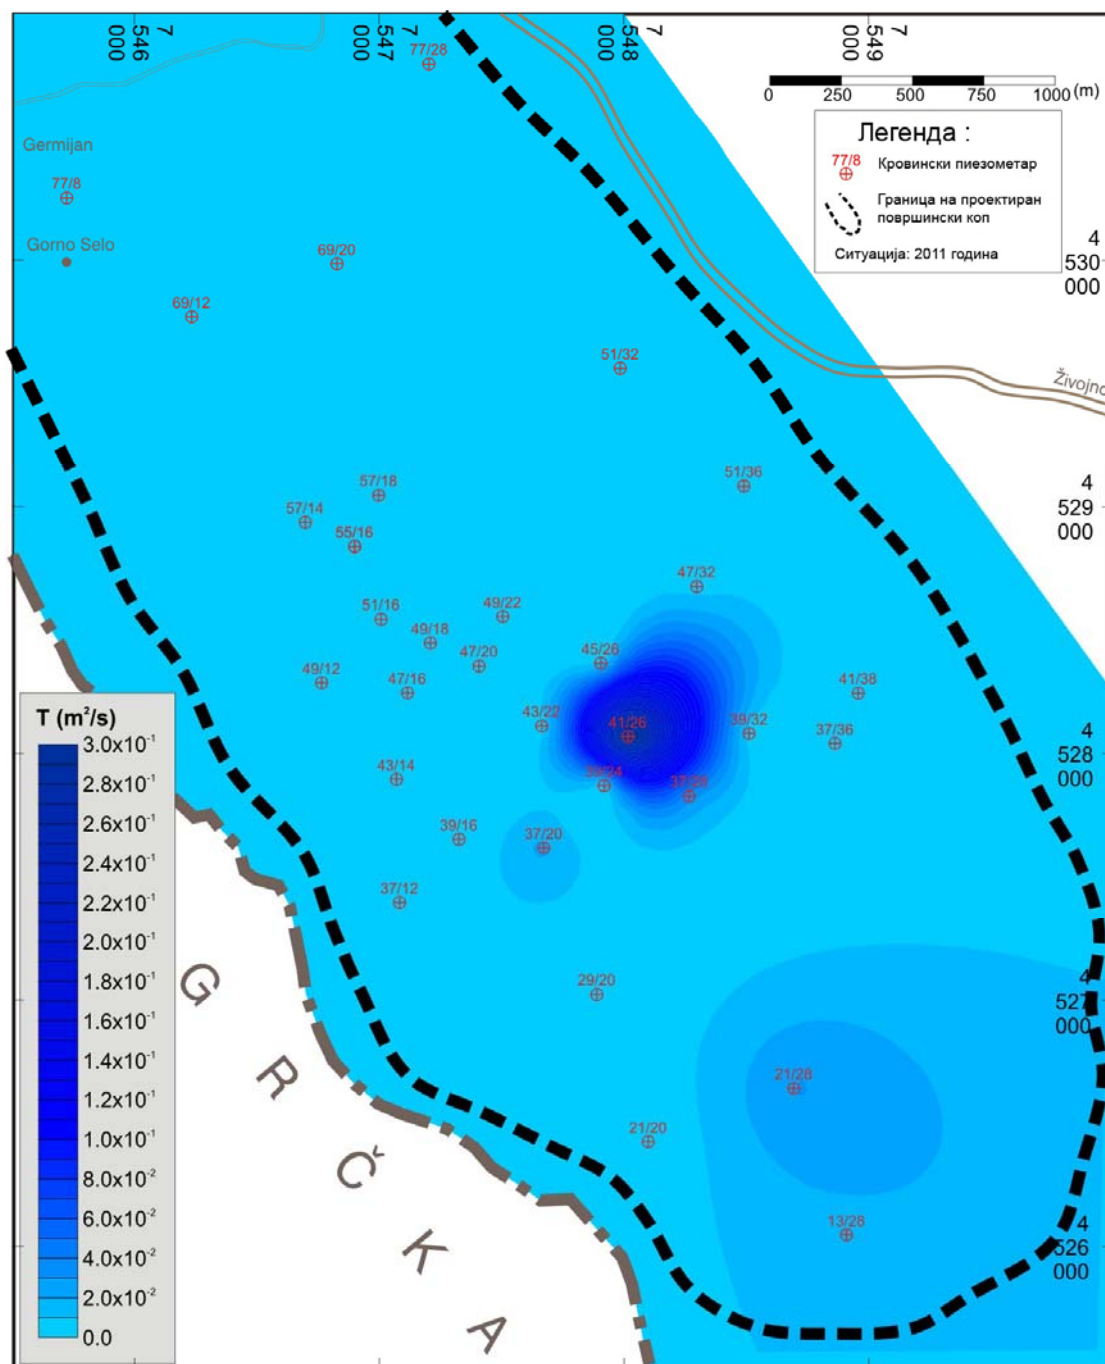 7
546
000
7
547
000
7
548
000
7
549
000
77/28
0 250 500 750 1000 (m)
Легенда :
77/8 Кровински пиезометар
Граница на проектиран
површински коп
Ситуација: 2011 година
Germijan
77/8
Gorno Selo
69/20
69/12
4
530
000
51/32
Živojno
51/36
57/18
57/14
4
529
000
55/16
47/32
51/16
49/22
49/18
47/20
45/26
49/12
47/16
41/38
43/22
41/26
39/32
37/36
4
528
000
43/14
39/24
37/28
39/16
37/20
37/12
29/20
4
527
000
21/28
21/20
13/28
4
526
000
T (m²/s)
3.0x10⁻¹
2.8x10⁻¹
2.6x10⁻¹
2.4x10⁻¹
2.2x10⁻¹
2.0x10⁻¹
1.8x10⁻¹
1.6x10⁻¹
1.4x10⁻¹
1.2x10⁻¹
1.0x10⁻¹
8.0x10⁻²
6.0x10⁻²
4.0x10⁻²
2.0x10⁻²
0.0
GRČKA